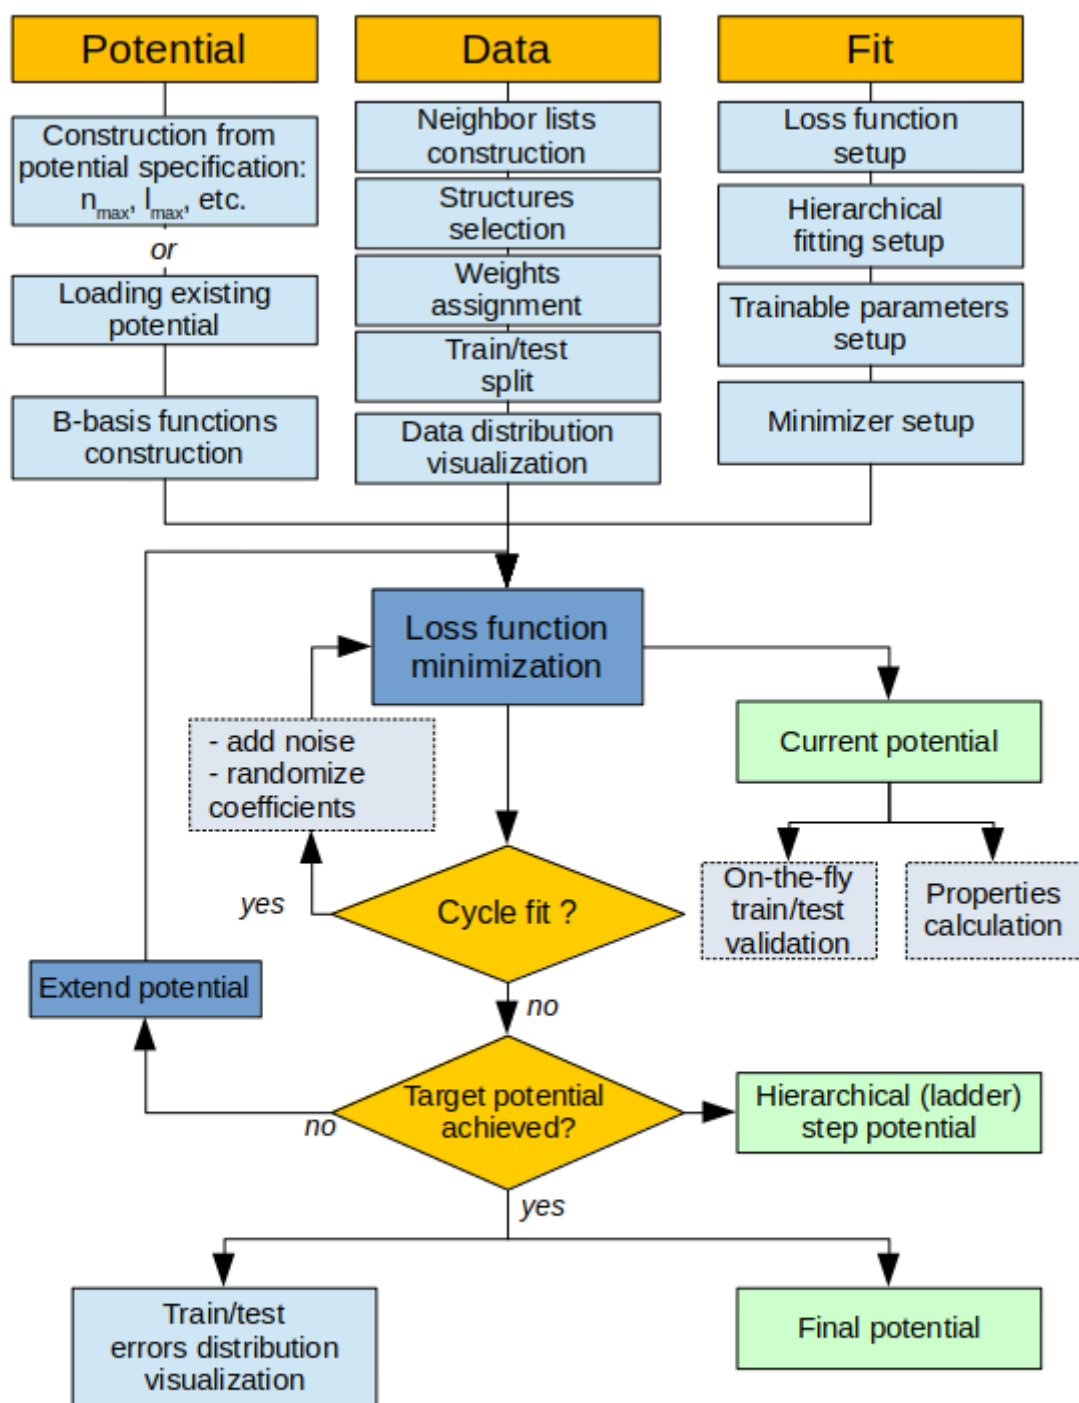 Potential
Construction from
potential specification:
nmax, lmax, etc.
or
Loading existing
potential
B-basis functions
construction
Data
Neighbor lists
construction
Structures
selection
Weights
assignment
Train/test
split
Data distribution
visualization
Fit
Loss function
setup
Hierarchical
fitting setup
Trainable parameters
setup
Minimizer setup
Loss function
minimization
- add noise
- randomize
coefficients
Current potential
On-the-fly
train/test
validation
Properties
calculation
yes
Cycle fit ?
no
Extend potential
Target potential
achieved?
no
Hierarchical (ladder)
step potential
yes
Train/test
errors distribution
visualization
Final potential